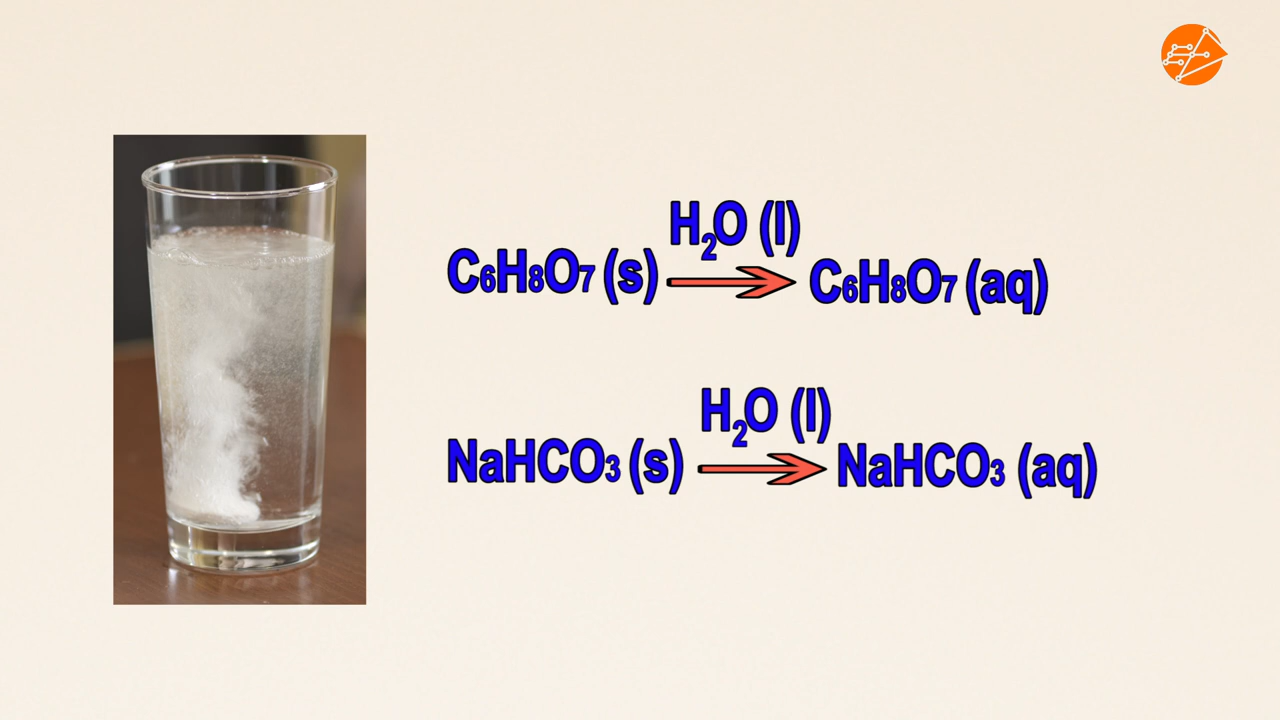 H₂O (l)
C₆H₈O₇ (s) → C₆H₈O₇ (aq)
H₂O (l)
NaHCO₃ (s) → NaHCO₃ (aq)